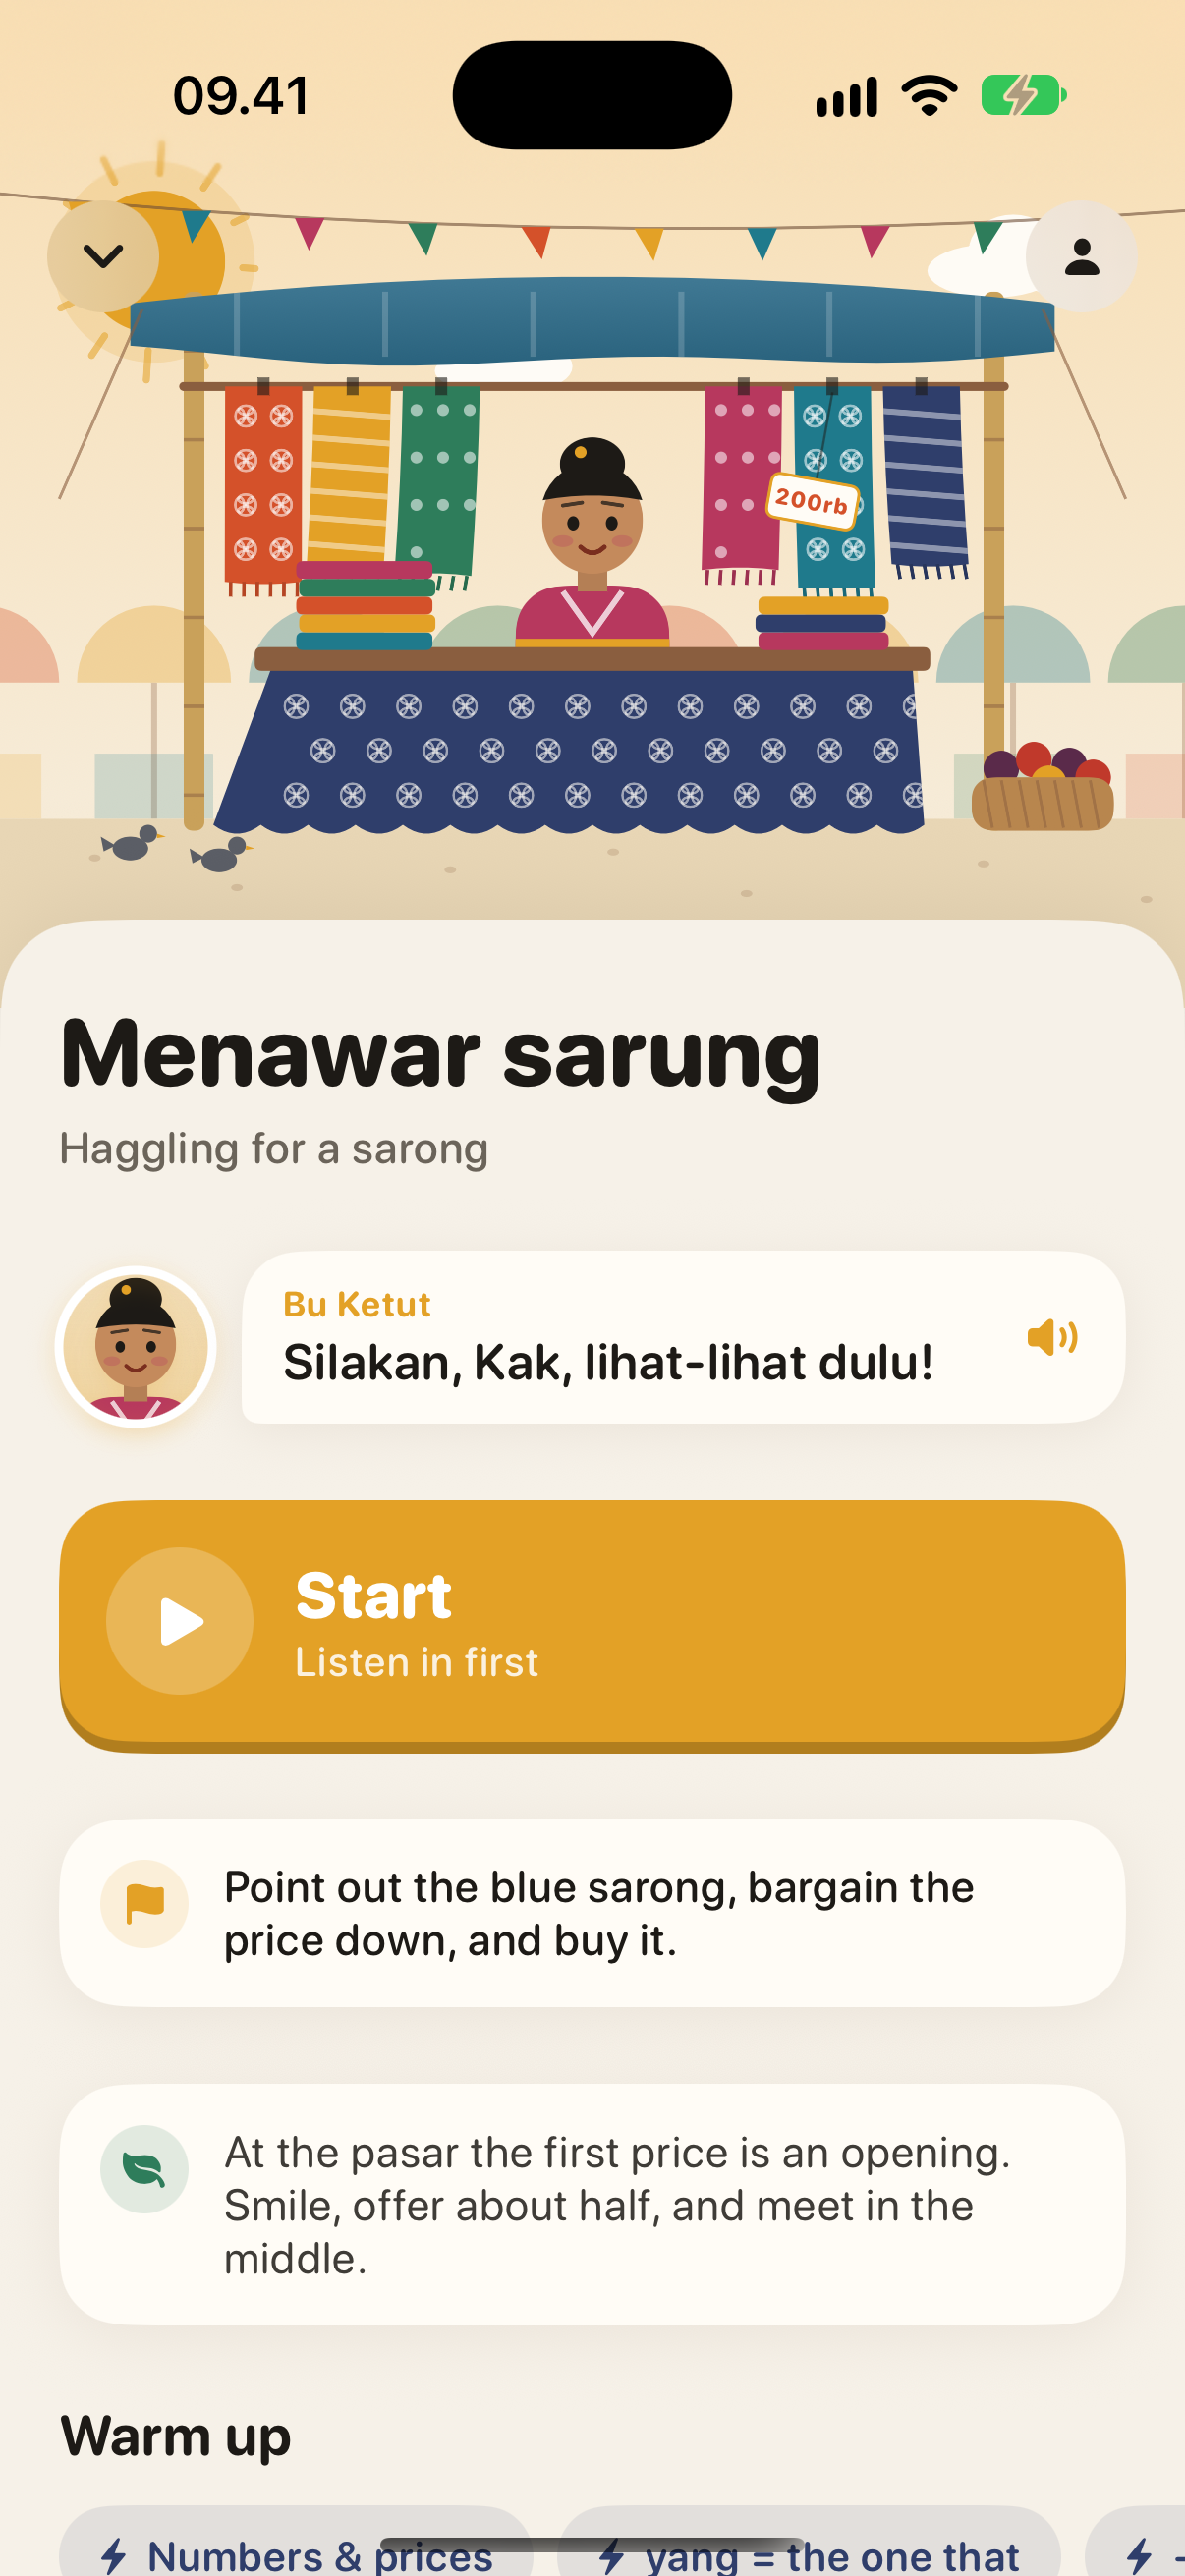 09.41
200rb
Menawar sarung
Haggling for a sarong
Bu Ketut
Silakan, Kak, lihat-lihat dulu!
Start
Listen in first
Point out the blue sarong, bargain the
price down, and buy it.
At the pasar the first price is an opening.
Smile, offer about half, and meet in the
middle.
Warm up
Numbers & prices
yang = the one that